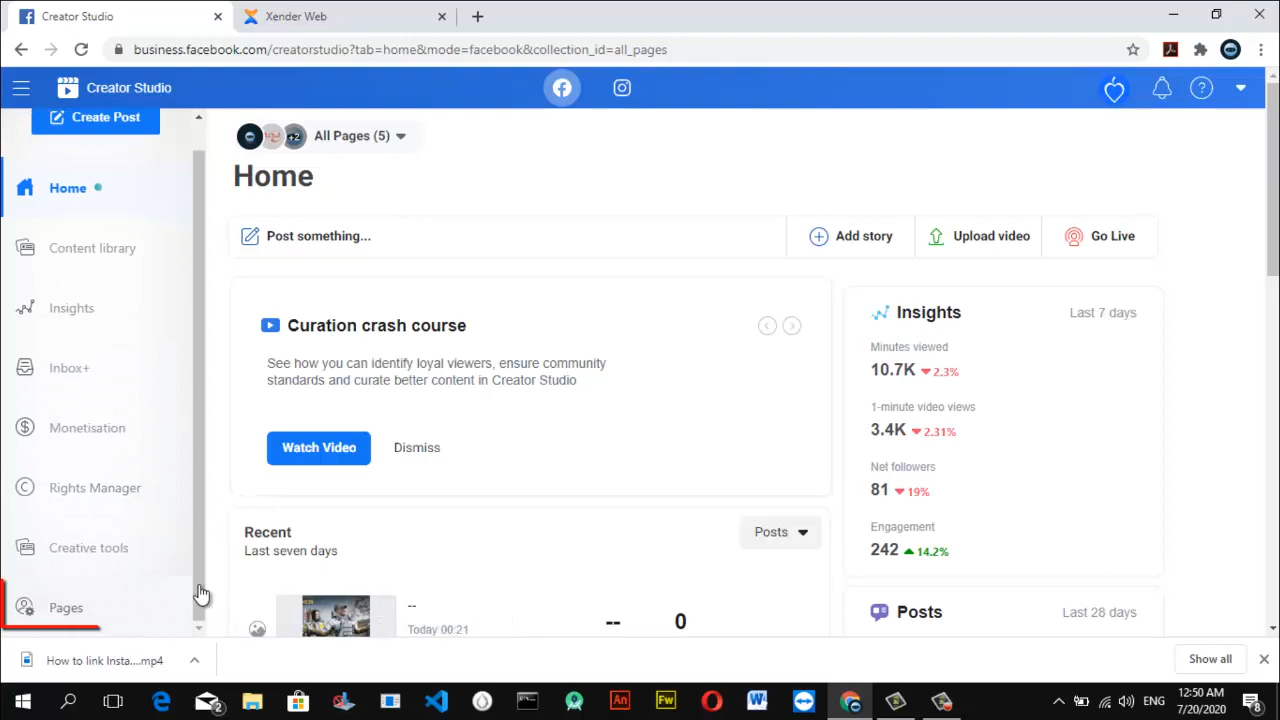 Creator Studio
Xender Web
business.facebook.com/creatorstudio?tab=home&mode=facebook&collection_id=all_pages
Creator Studio
Create Post
Home
Content library
Insights
Inbox+
Monetisation
Rights Manager
Creative tools
Pages
+2 All Pages (5)
Home
Post something...
Add story
Upload video
Go Live
Curation crash course
See how you can identify loyal viewers, ensure community
standards and curate better content in Creator Studio
Watch Video
Dismiss
Insights
Last 7 days
Minutes viewed
10.7K 2.3%
1-minute video views
3.4K 2.31%
Net followers
81 19%
Engagement
242 14.2%
Recent
Last seven days
Posts
--
Today 00:21
--
0
Posts
Last 28 days
How to link Insta....mp4
Show all
2
An
Fw
W
ENG
12:50 AM
7/20/2020
8